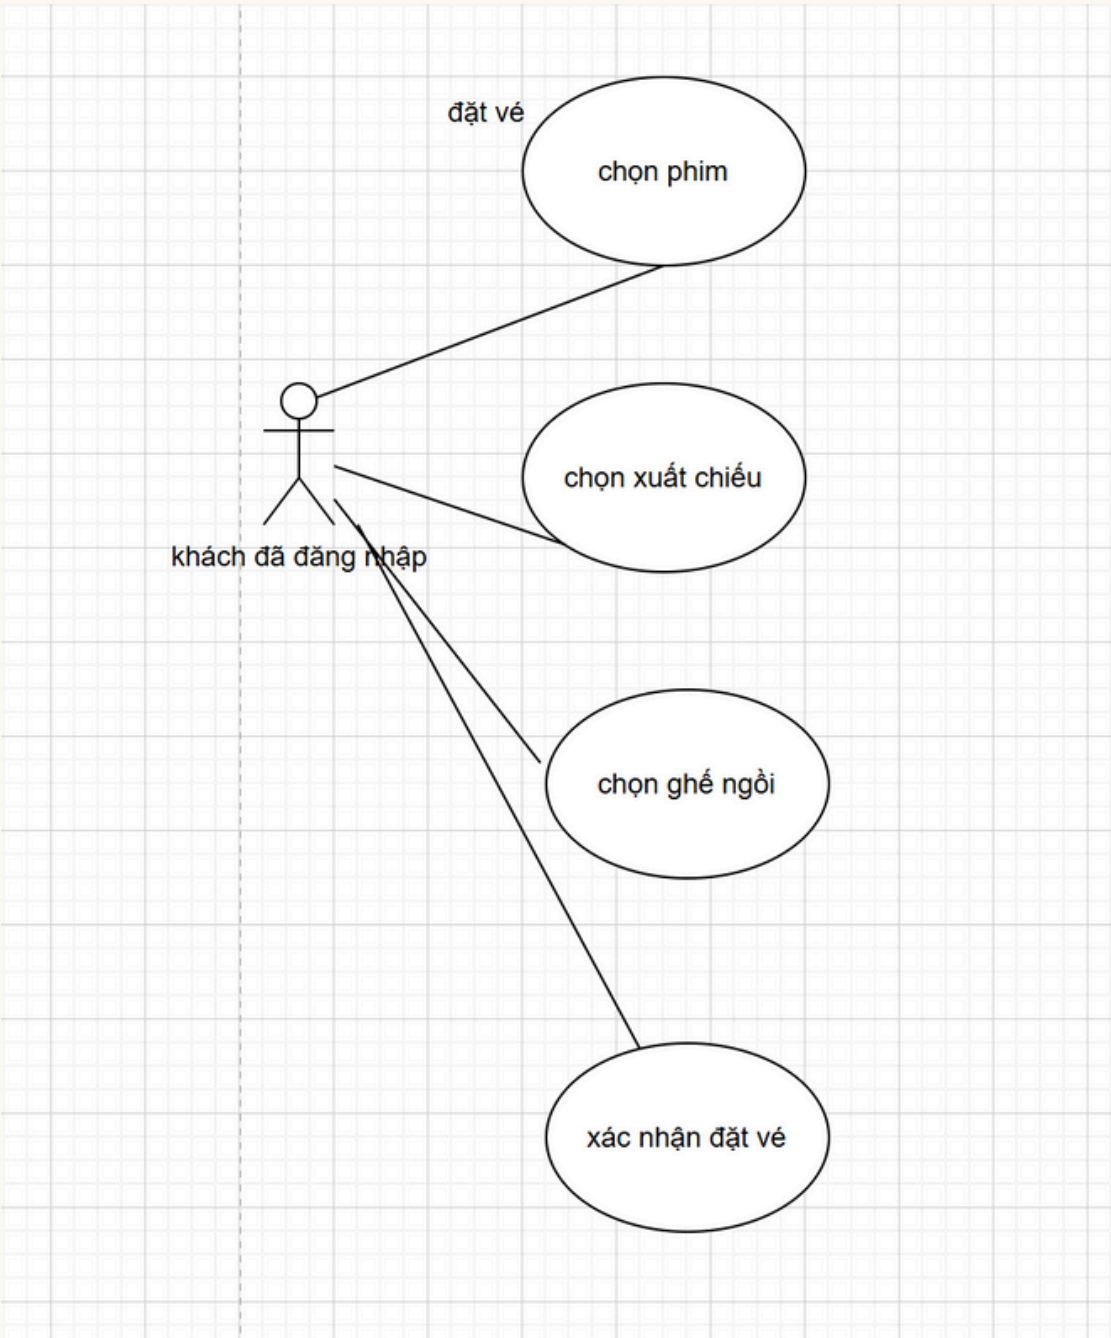 đặt vé
chọn phim
chọn xuất chiếu
khách đã đăng nhập
chọn ghế ngồi
xác nhận đặt vé